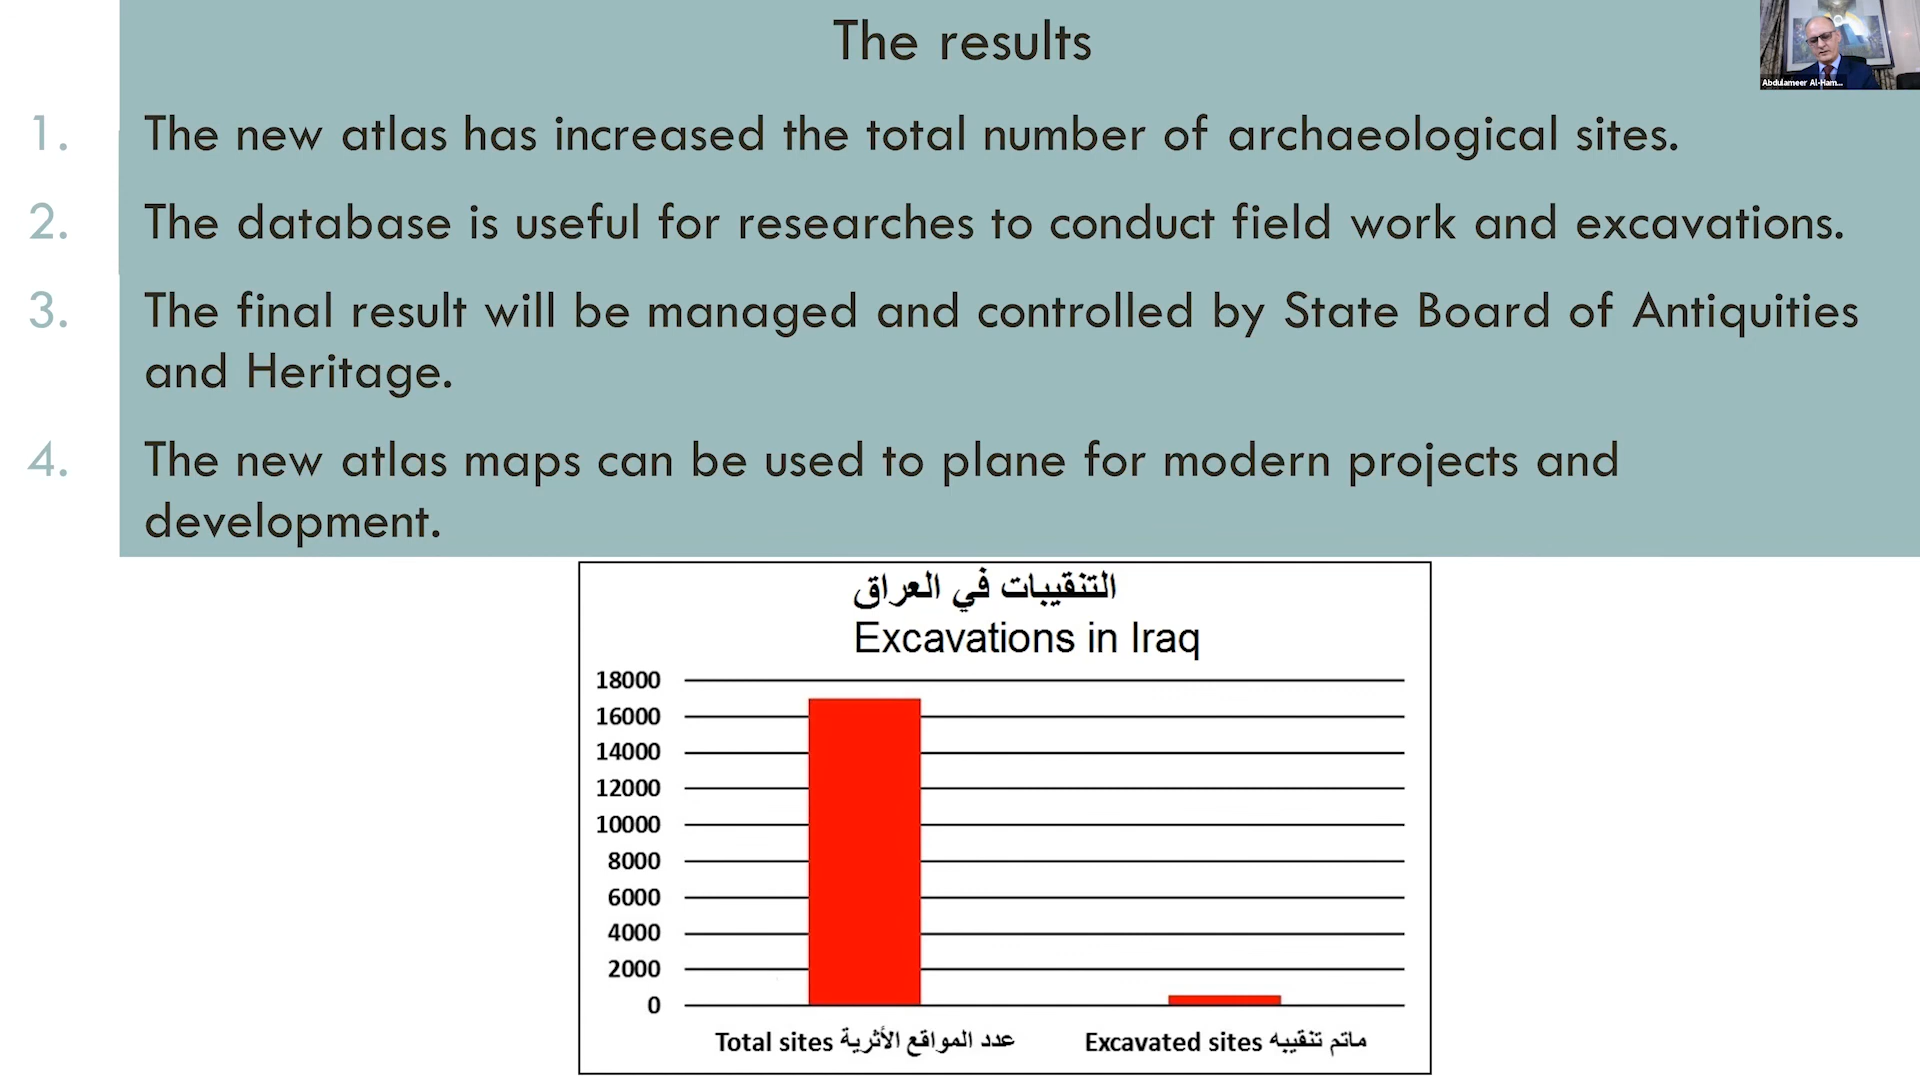 The results
Abdulameer Al-Ham...
1. The new atlas has increased the total number of archaeological sites.
2. The database is useful for researches to conduct field work and excavations.
3. The final result will be managed and controlled by State Board of Antiquities
and Heritage.
4. The new atlas maps can be used to plane for modern projects and
development.
التنقيبات في العراق
Excavations in Iraq
18000
16000
14000
12000
10000
8000
6000
4000
2000
0
Total sites عدد المواقع الأثرية
Excavated sites ماتم تنقيبه